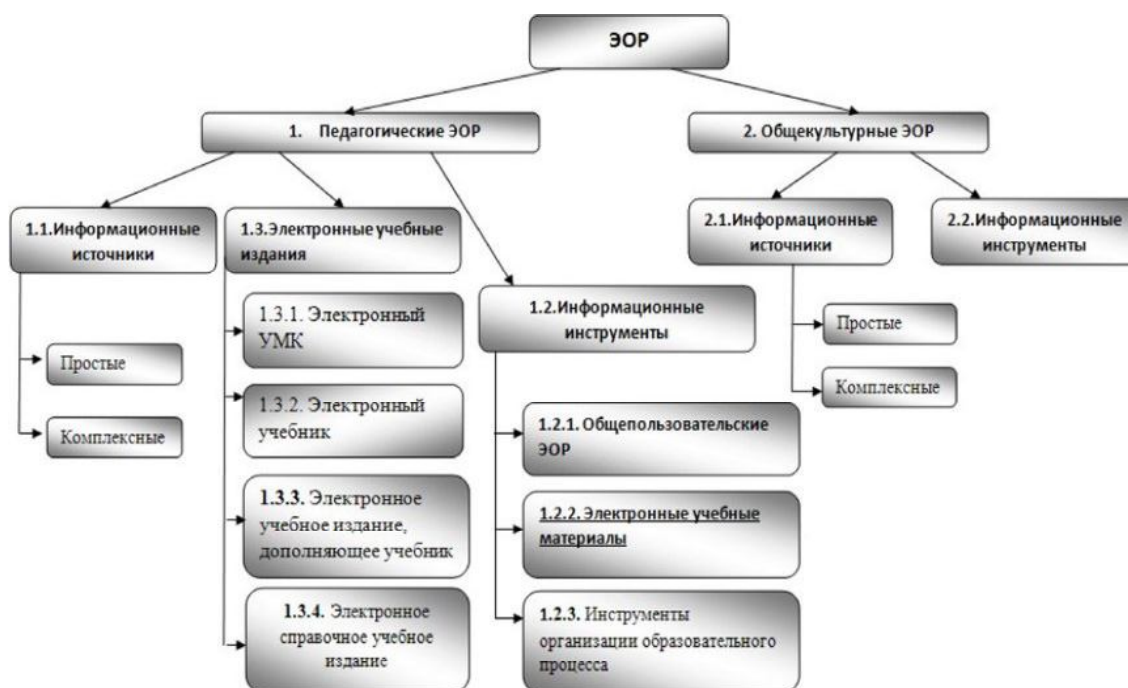 ЭОР
1. Педагогические ЭОР
2. Общекультурные ЭОР
1.1.Информационные
источники
Простые
Комплексные
1.3.Электронные учебные
издания
1.3.1. Электронный
УМК
1.3.2. Электронный
учебник
1.3.3. Электронное
учебное издание,
дополняющее учебник
1.3.4. Электронное
справочное учебное
издание
1.2.Информационные
инструменты
1.2.1. Общепользовательские
ЭОР
1.2.2. Электронные учебные
материалы
1.2.3. Инструменты
организации образовательного
процесса
2.1.Информационные
источники
Простые
Комплексные
2.2.Информационные
инструменты